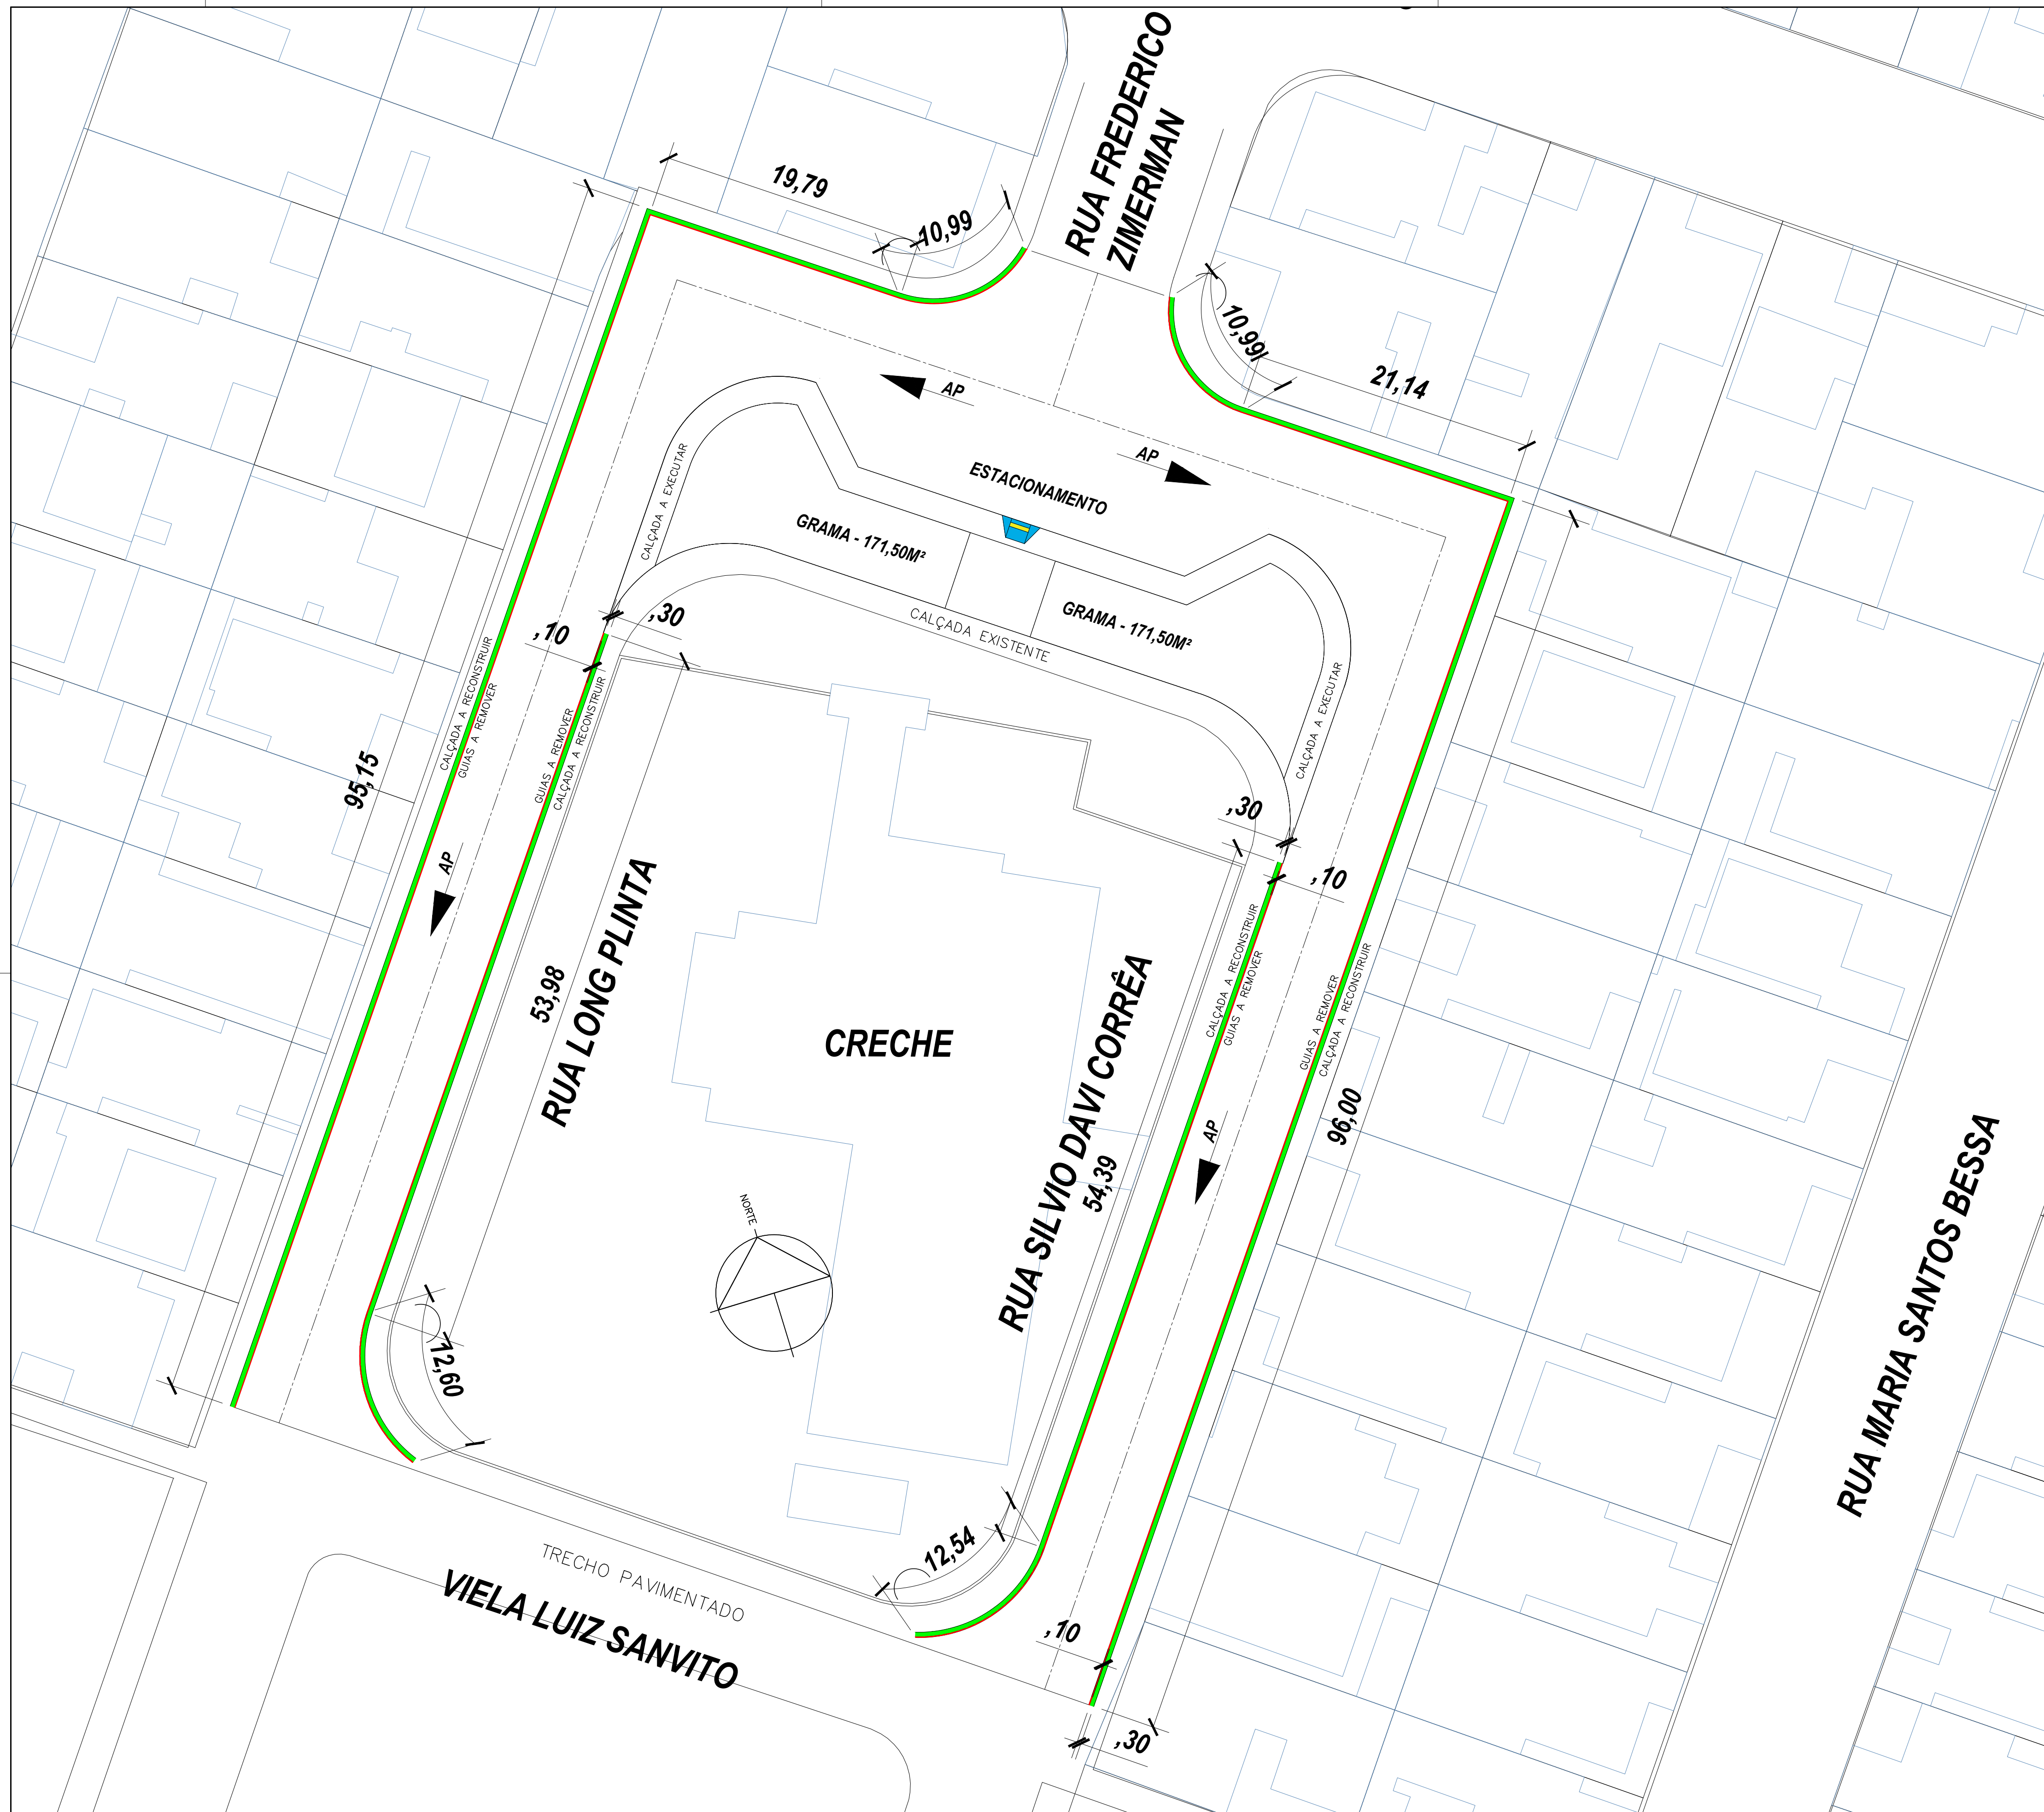 RUA FREDERICO
ZIMERMAN
19,79
10,99
10,99
21,14
AP
AP
ESTACIONAMENTO
CALÇADA A EXECUTAR
GRAMA - 171,50M²
GRAMA - 171,50M²
CALÇADA EXISTENTE
,30
,10
CALÇADA A RECONSTRUIR
GUIAS A REMOVER
GUIAS A REMOVER
CALÇADA A RECONSTRUIR
CALÇADA A EXECUTAR
95,15
,30
,10
AP
53,98
RUA LONG PLINTA
CRECHE
CALÇADA A RECONSTRUIR
GUIAS A REMOVER
GUIAS A REMOVER
CALÇADA A RECONSTRUIR
96,00
AP
RUA SILVIO DAVI CORRÊA
54,39
NORTE
RUA MARIA SANTOS BESSA
12,60
12,54
TRECHO PAVIMENTADO
VIELA LUIZ SANVITO
,10
,30